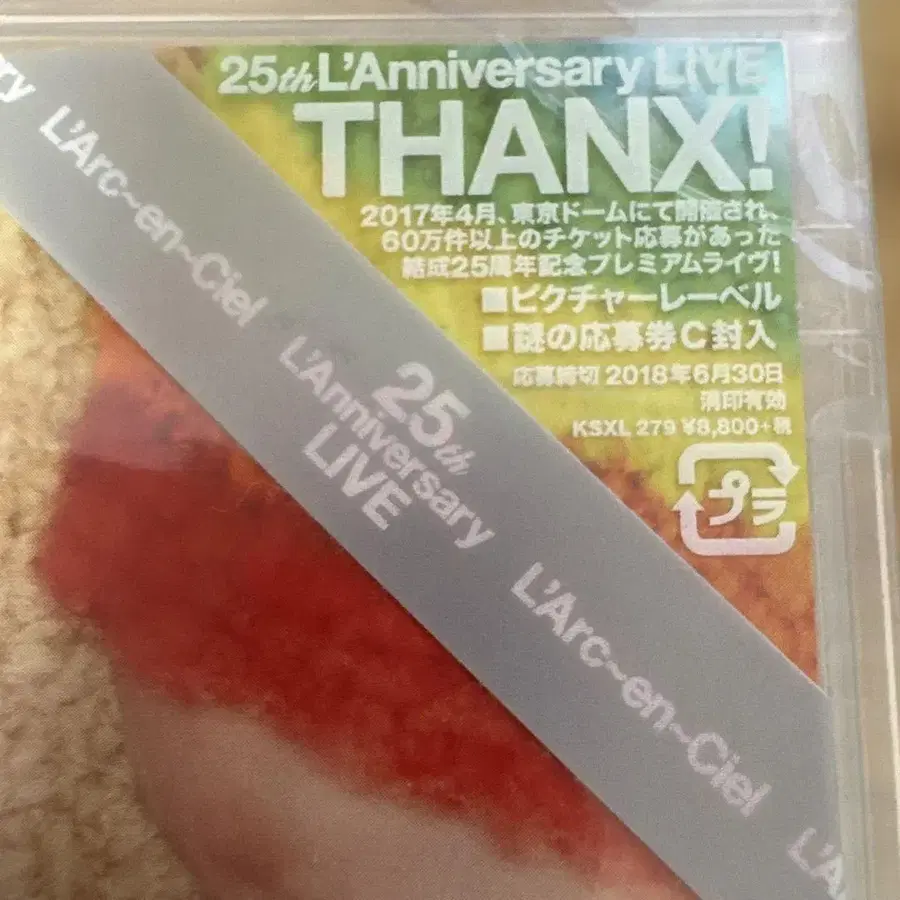 25th L'Anniversary LIVE
THANX!
2017年4月、東京ドームにて開催され、
60万件以上のチケット応募があった
結成25周年記念プレミアムライヴ!
■ピクチャーレーベル
■謎の応募券C封入
応募締切 2018年6月30日
消印有効
KSXL 279 ¥8,800+税
プラ
ry
L'Arc~en~Ciel
25th
L'Anniversary
LIVE
L'Arc~en~Ciel
L'A